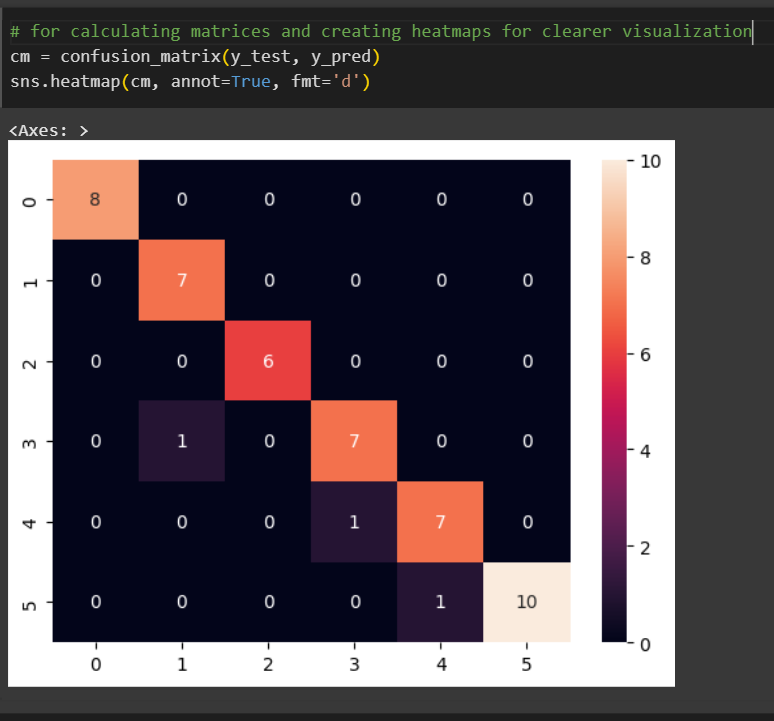 # for calculating matrices and creating heatmaps for clearer visualization
cm = confusion_matrix(y_test, y_pred)
sns.heatmap(cm, annot=True, fmt='d')
<Axes: >
0 8 0 0 0 0 0
1 0 7 0 0 0 0
2 0 0 6 0 0 0
3 0 1 0 7 0 0
4 0 0 0 1 7 0
5 0 0 0 0 1 10
0 1 2 3 4 5
10
8
6
4
2
0